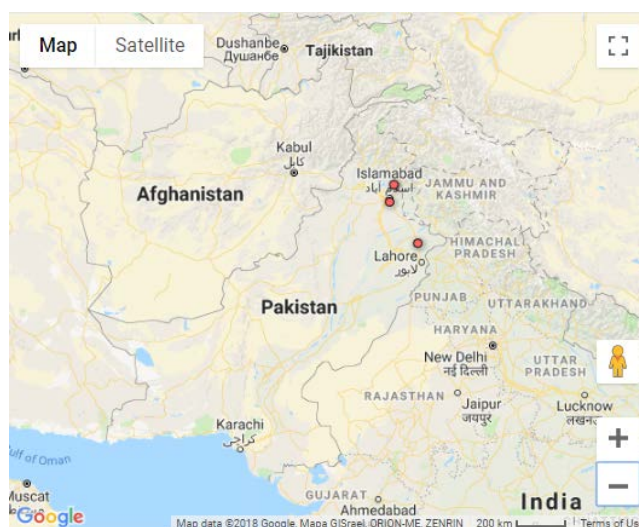 Map Satellite
Dushanbe
Душанбе
Tajikistan
Kabul
کابل
Islamabad
اسلام آباد
Afghanistan
JAMMU AND
KASHMIR
HIMACHAL
PRADESH
Lahore
لاہور
Pakistan
PUNJAB
UTTARAKHAND
HARYANA
New Delhi
नई दिल्ली
UTTAR
PRADESH
RAJASTHAN
Jaipur
जयपुर
Lucknow
लखनऊ
Karachi
کراچی
Gulf of Oman
Muscat
GUJARAT
Ahmedabad
India
Google
Map data ©2018 Google, Mapa GISrael, ORION-ME, ZENRIN 200 km Terms of Use